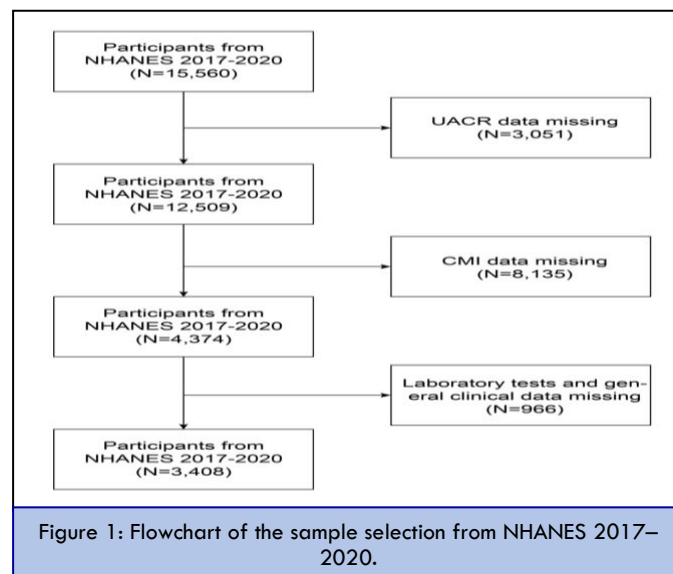 Participants from
NHANES 2017-2020
(N=15,560)
UACR data missing
(N=3,051)
Participants from
NHANES 2017-2020
(N=12,509)
CMI data missing
(N=8,135)
Participants from
NHANES 2017-2020
(N=4,374)
Laboratory tests and gen-
eral clinical data missing
(N=966)
Participants from
NHANES 2017-2020
(N=3,408)
Figure 1: Flowchart of the sample selection from NHANES 2017–
2020.